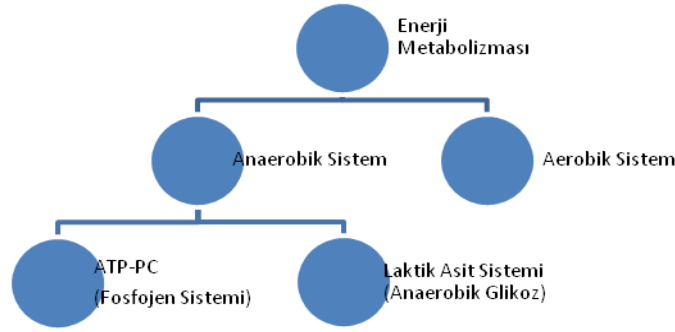 Enerji
Metabolizması
Anaerobik Sistem
Aerobik Sistem
ATP-PC
(Fosfojen Sistemi)
Laktik Asit Sistemi
(Anaerobik Glikoz)